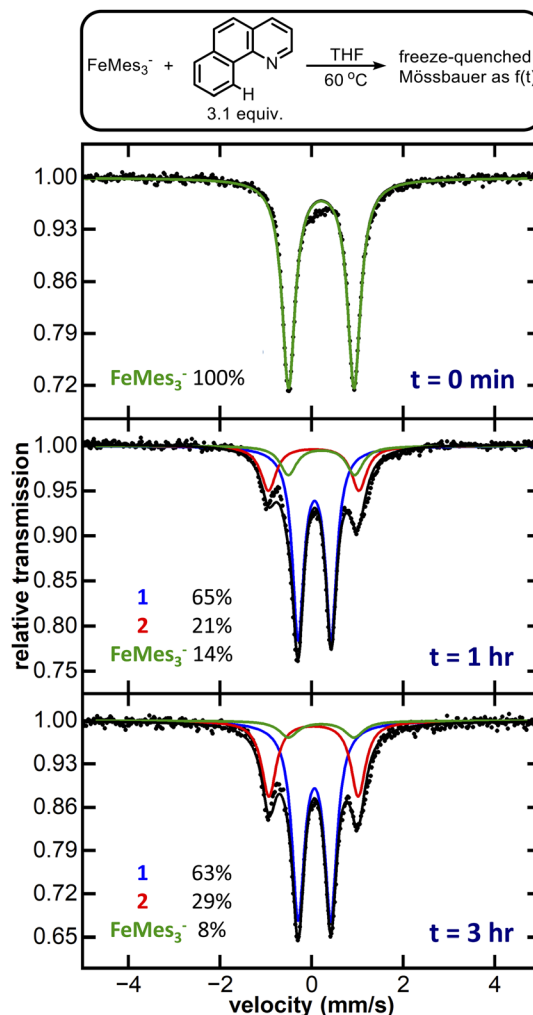 FeMes₃⁻ + N H THF 60 °C freeze-quenched
Mössbauer as f(t)
3.1 equiv.
1.00
0.93
0.86
0.79
0.72
FeMes₃⁻ 100%
t = 0 min
relative transmission
1.00
0.95
0.90
0.85
0.80
0.75
1 65%
2 21%
FeMes₃⁻ 14%
t = 1 hr
1.00
0.93
0.86
0.79
0.72
0.65
1 63%
2 29%
FeMes₃⁻ 8%
t = 3 hr
−4 −2 0 2 4
velocity (mm/s)